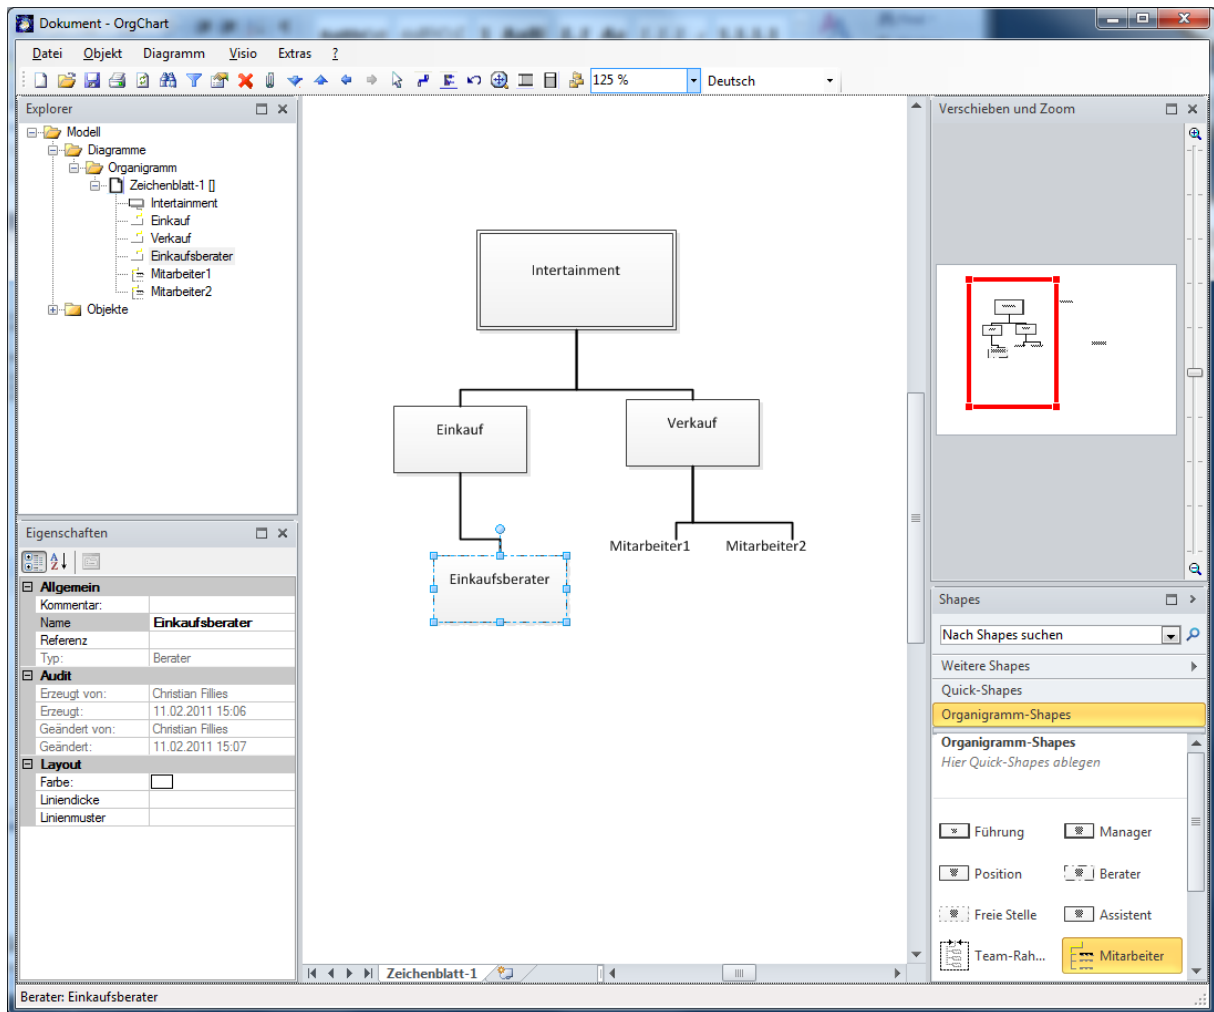 Dokument - OrgChart
Datei Objekt Diagramm Visio Extras ?
125 % Deutsch
Explorer
Modell
Diagramme
Organigramm
Zeichenblatt-1 []
Intertainment
Einkauf
Verkauf
Einkaufsberater
Mitarbeiter1
Mitarbeiter2
Objekte
Eigenschaften
Allgemein
Kommentar:
Name Einkaufsberater
Referenz
Typ: Berater
Audit
Erzeugt von: Christian Fillies
Erzeugt: 11.02.2011 15:06
Geändert von: Christian Fillies
Geändert: 11.02.2011 15:07
Layout
Farbe:
Liniendicke
Linienmuster
Intertainment
Einkauf
Verkauf
Mitarbeiter1 Mitarbeiter2
Einkaufsberater
Zeichenblatt-1
Verschieben und Zoom
Shapes
Nach Shapes suchen
Weitere Shapes
Quick-Shapes
Organigramm-Shapes
Organigramm-Shapes
Hier Quick-Shapes ablegen
Führung Manager
Position Berater
Freie Stelle Assistent
Team-Rah... Mitarbeiter
Berater: Einkaufsberater